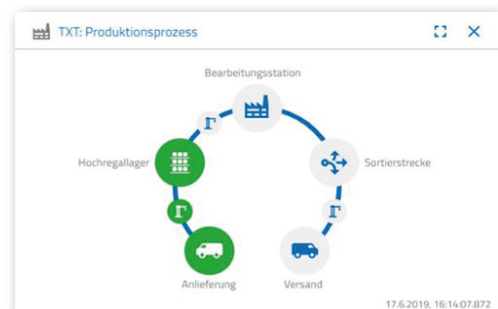 TXT: Produktionsprozess
Bearbeitungsstation
Hochregallager
Sortierstrecke
Anlieferung
Versand
17.6.2019, 16:14:07.872